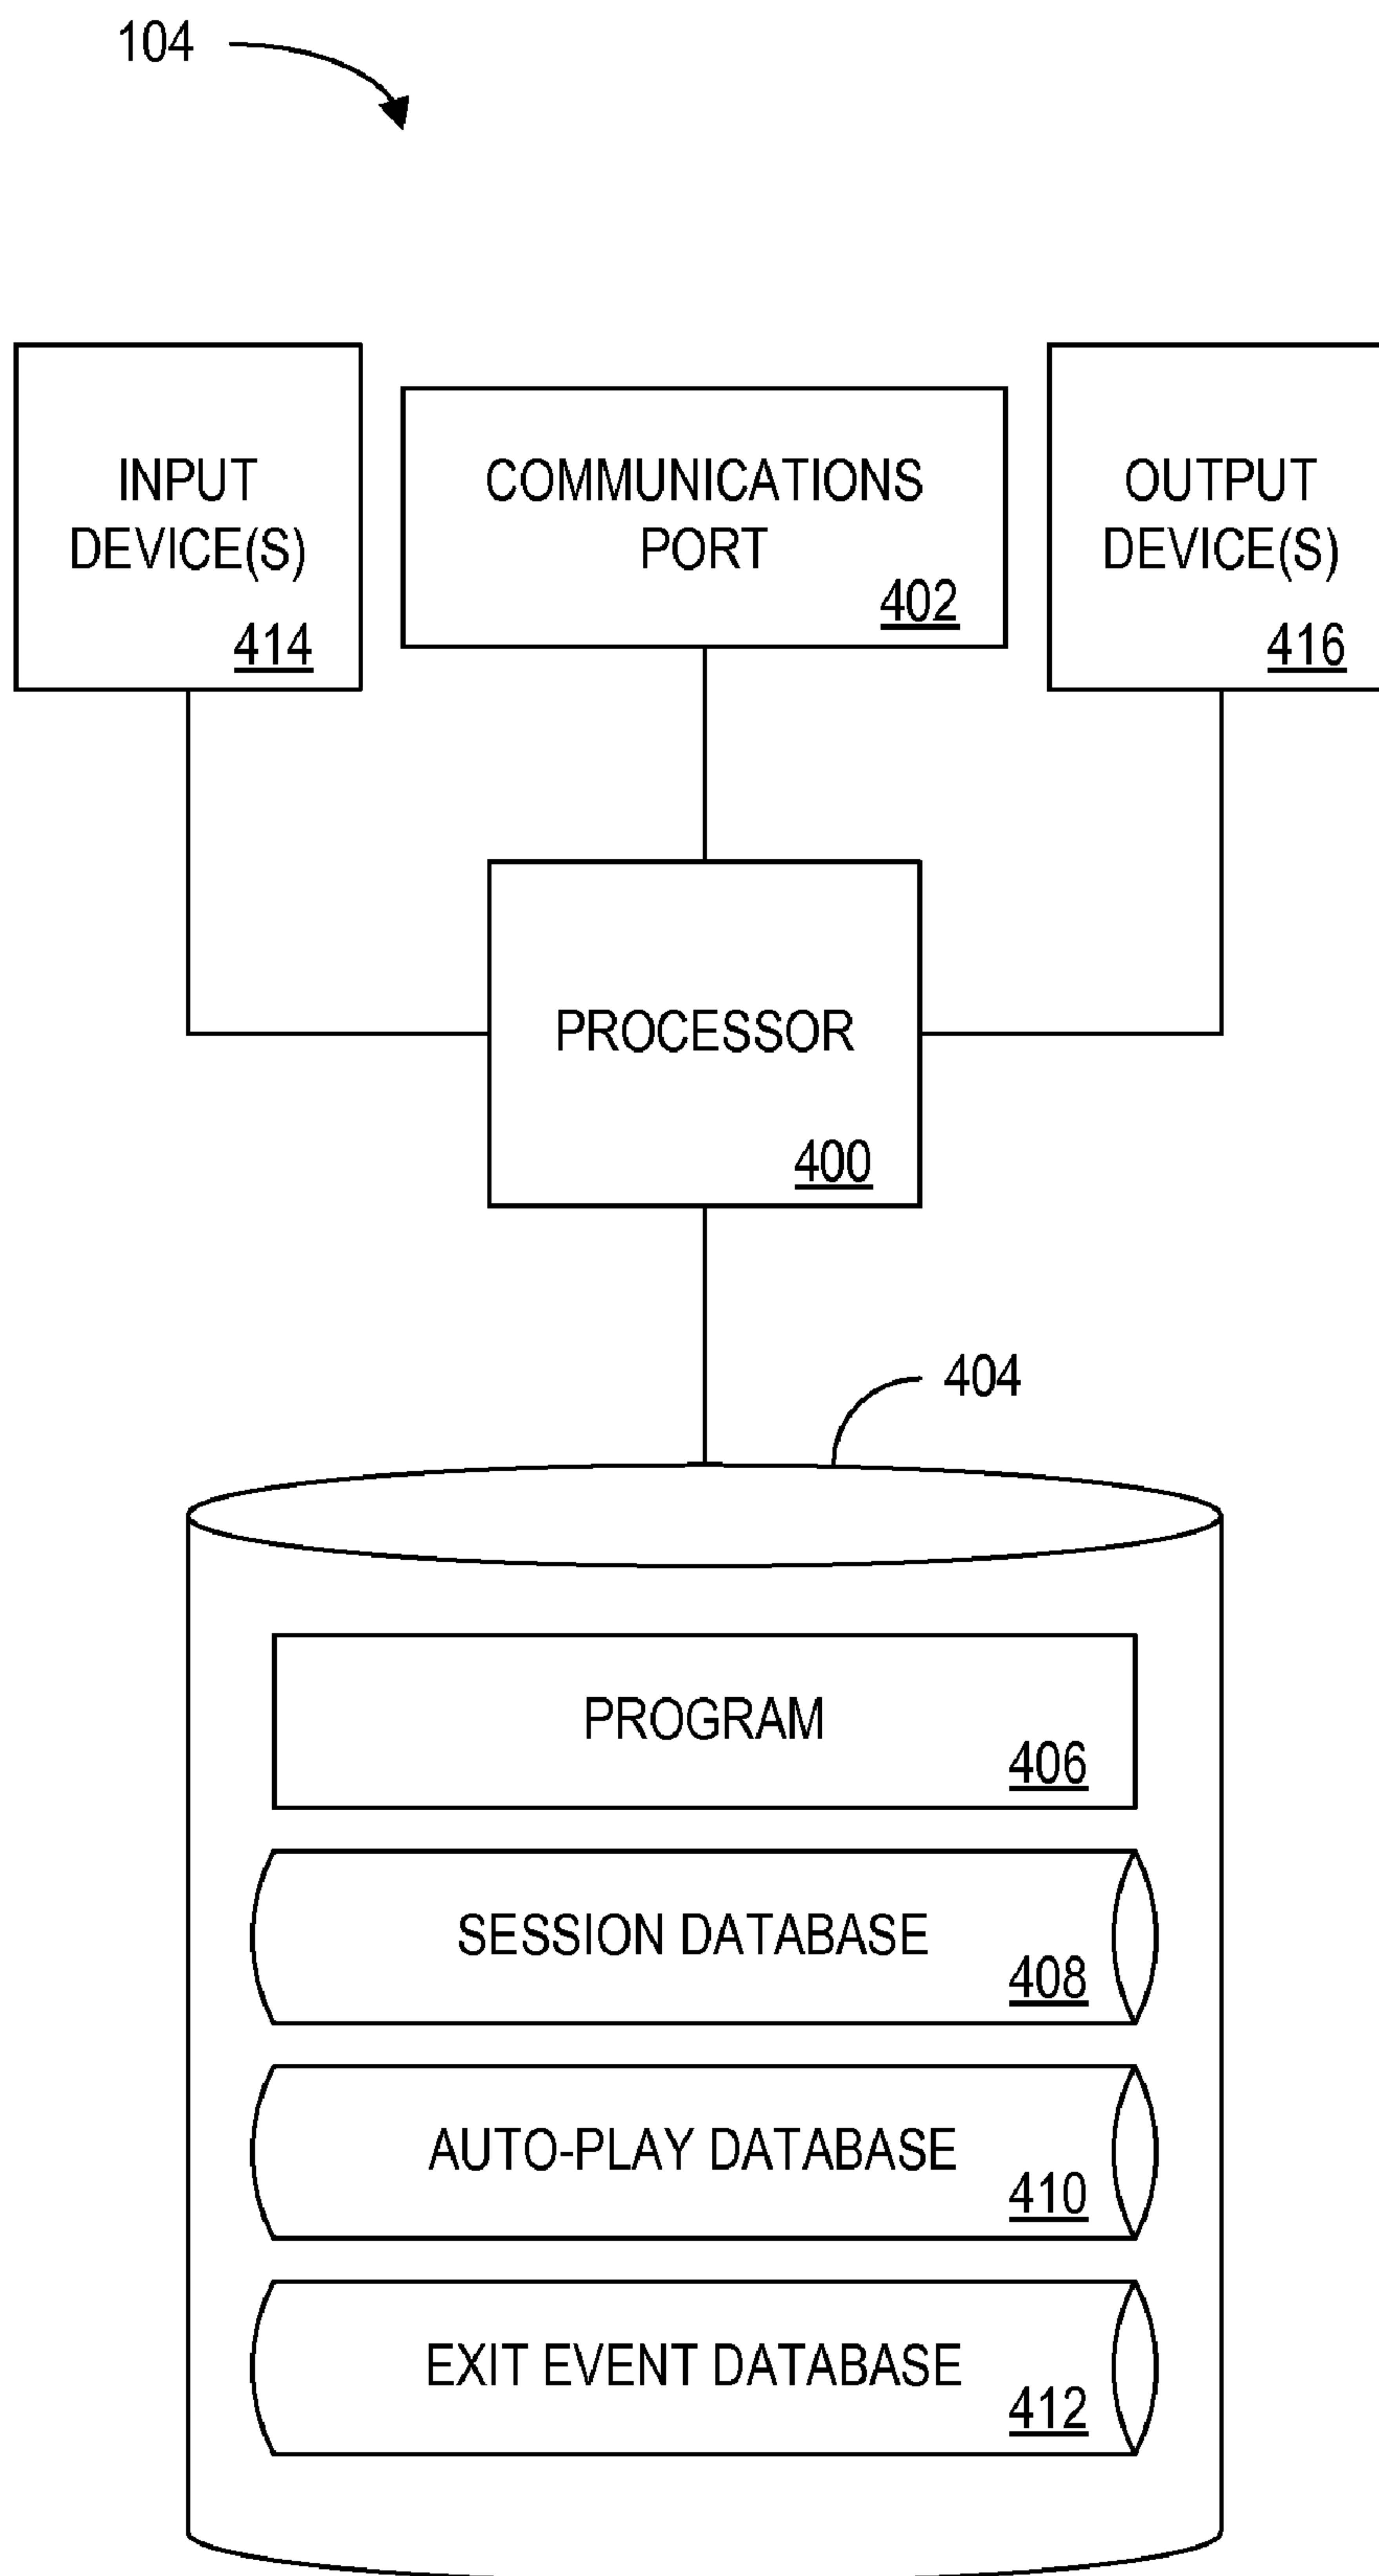 104
INPUT
DEVICE(S)
414
COMMUNICATIONS
PORT
402
OUTPUT
DEVICE(S)
416
PROCESSOR
400
404
PROGRAM
406
SESSION DATABASE
408
AUTO-PLAY DATABASE
410
EXIT EVENT DATABASE
412